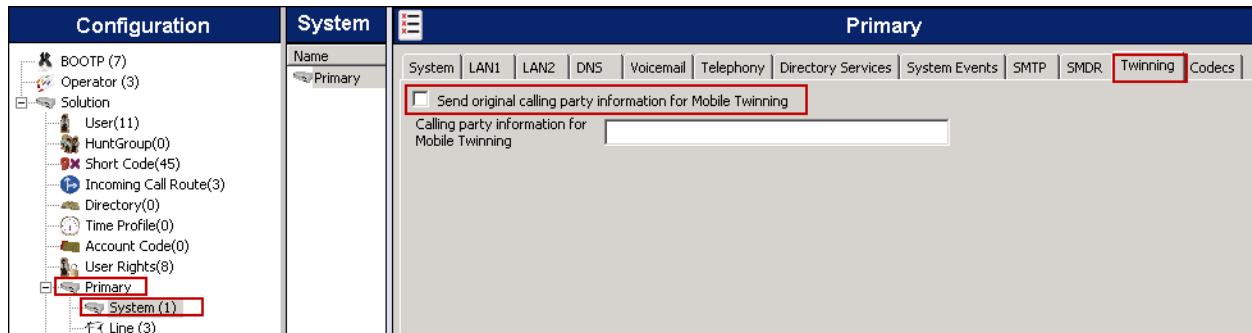 Configuration
BOOTP (7)
Operator (3)
Solution
User(11)
HuntGroup(0)
Short Code(45)
Incoming Call Route(3)
Directory(0)
Time Profile(0)
Account Code(0)
User Rights(8)
Primary
System (1)
Line (3)
System
Name
Primary
Primary
System LAN1 LAN2 DNS Voicemail Telephony Directory Services System Events SMTP SMDR Twinning Codecs
Send original calling party information for Mobile Twinning
Calling party information for
Mobile Twinning